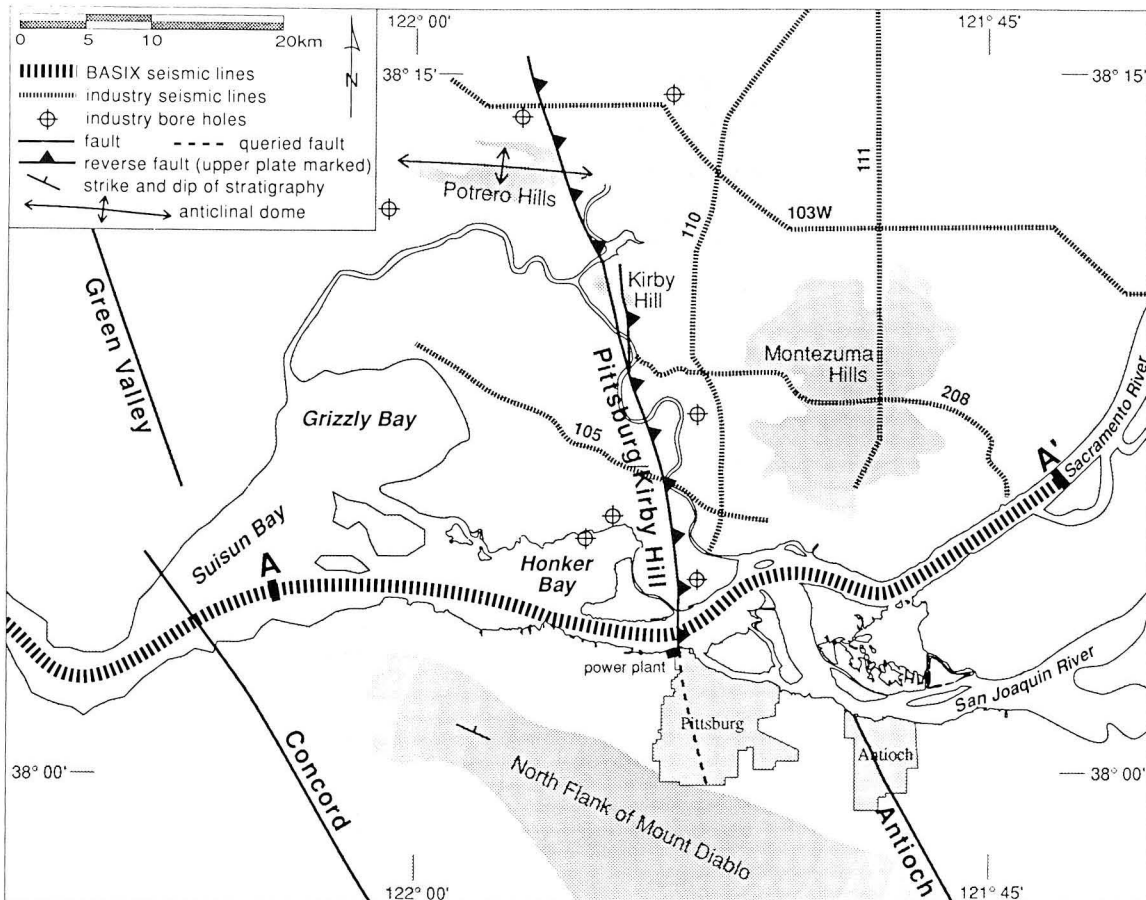 0 5 10 20km
N
BASIX seismic lines
industry seismic lines
industry bore holes
fault
queried fault
reverse fault (upper plate marked)
strike and dip of stratigraphy
anticlinal dome
122° 00'
121° 45'
38° 15'
38° 15'
Potrero Hills
103W
110
111
Kirby
Hill
Green Valley
Montezuma
Hills
Pittsburg/Kirby Hill
208
Grizzly Bay
105
A'
Sacramento River
Suisun Bay
A
Honker
Bay
power plant
San Joaquin River
Pittsburg
Antioch
38° 00'
38° 00'
Concord
North Flank of Mount Diablo
Antioch
122° 00'
121° 45'